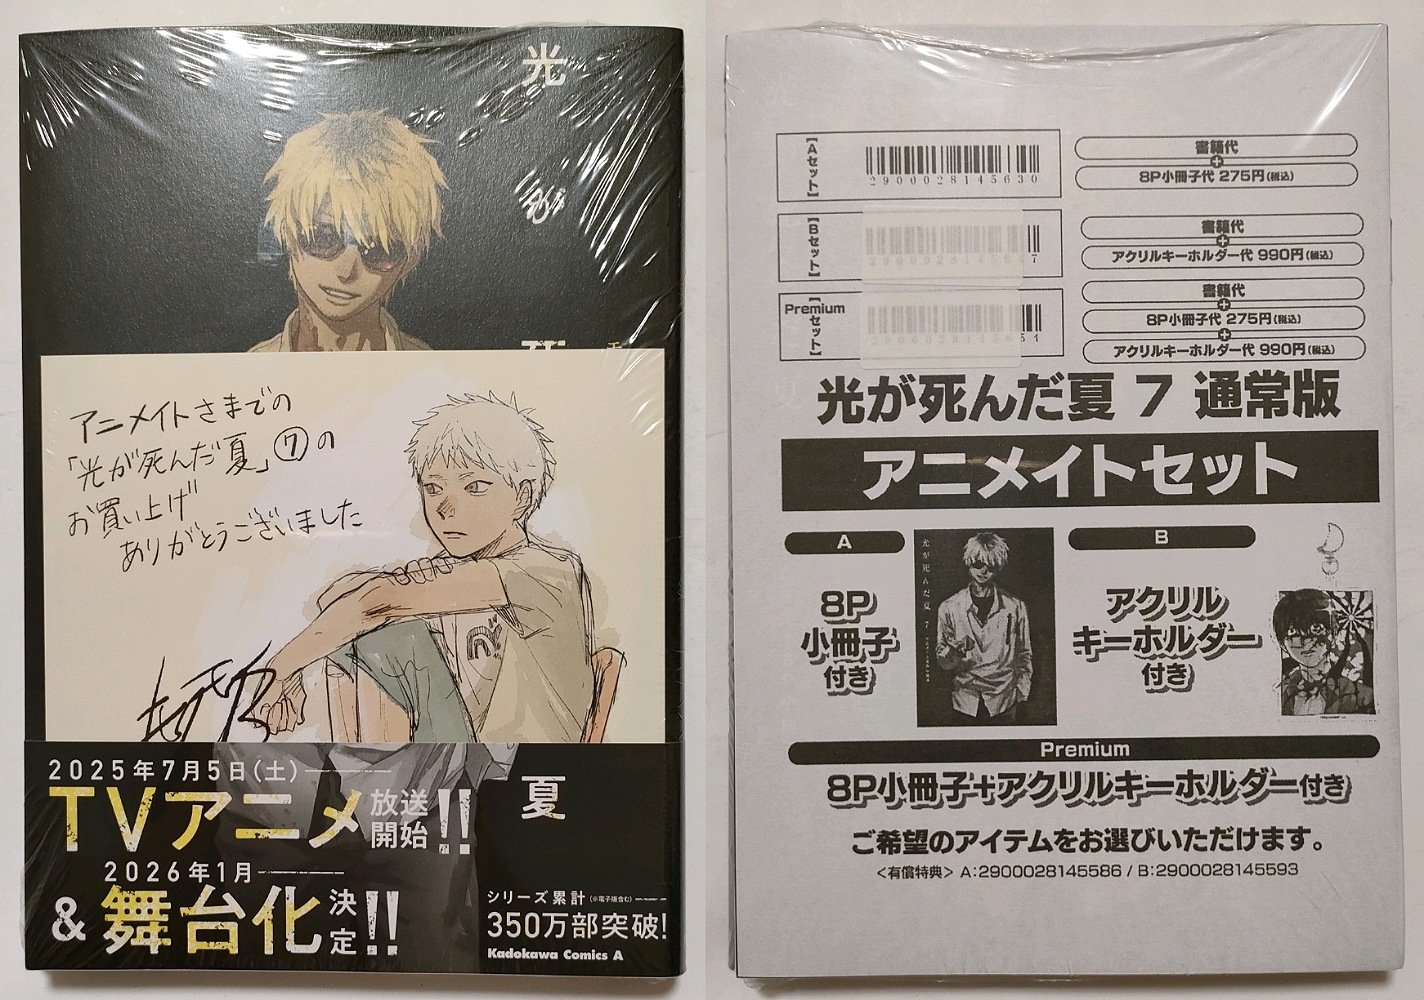 光
死
アニメイトさまでの
「光が死んだ夏」⑦の
お買い上げ
ありがとうございました
2025年7月5日(土)
TVアニメ放送開始!!
夏
2026年1月
&舞台化決定!!
シリーズ累計(※電子版含む)
350万部突破!
Kadokawa Comics A
【Aセット】
2900028145630
書籍代
+
8P小冊子代 275円(税込)
【Bセット】
7
書籍代
+
アクリルキーホルダー代 990円(税込)
【Premiumセット】
54
書籍代
+
8P小冊子代 275円(税込)
+
アクリルキーホルダー代 990円(税込)
光が死んだ夏 7 通常版
アニメイトセット
A
8P
小冊子
付き
光が死んだ夏 7
B
アクリル
キーホルダー
付き
Premium
8P小冊子+アクリルキーホルダー付き
ご希望のアイテムをお選びいただけます。
<有償特典> A:2900028145586 / B:2900028145593